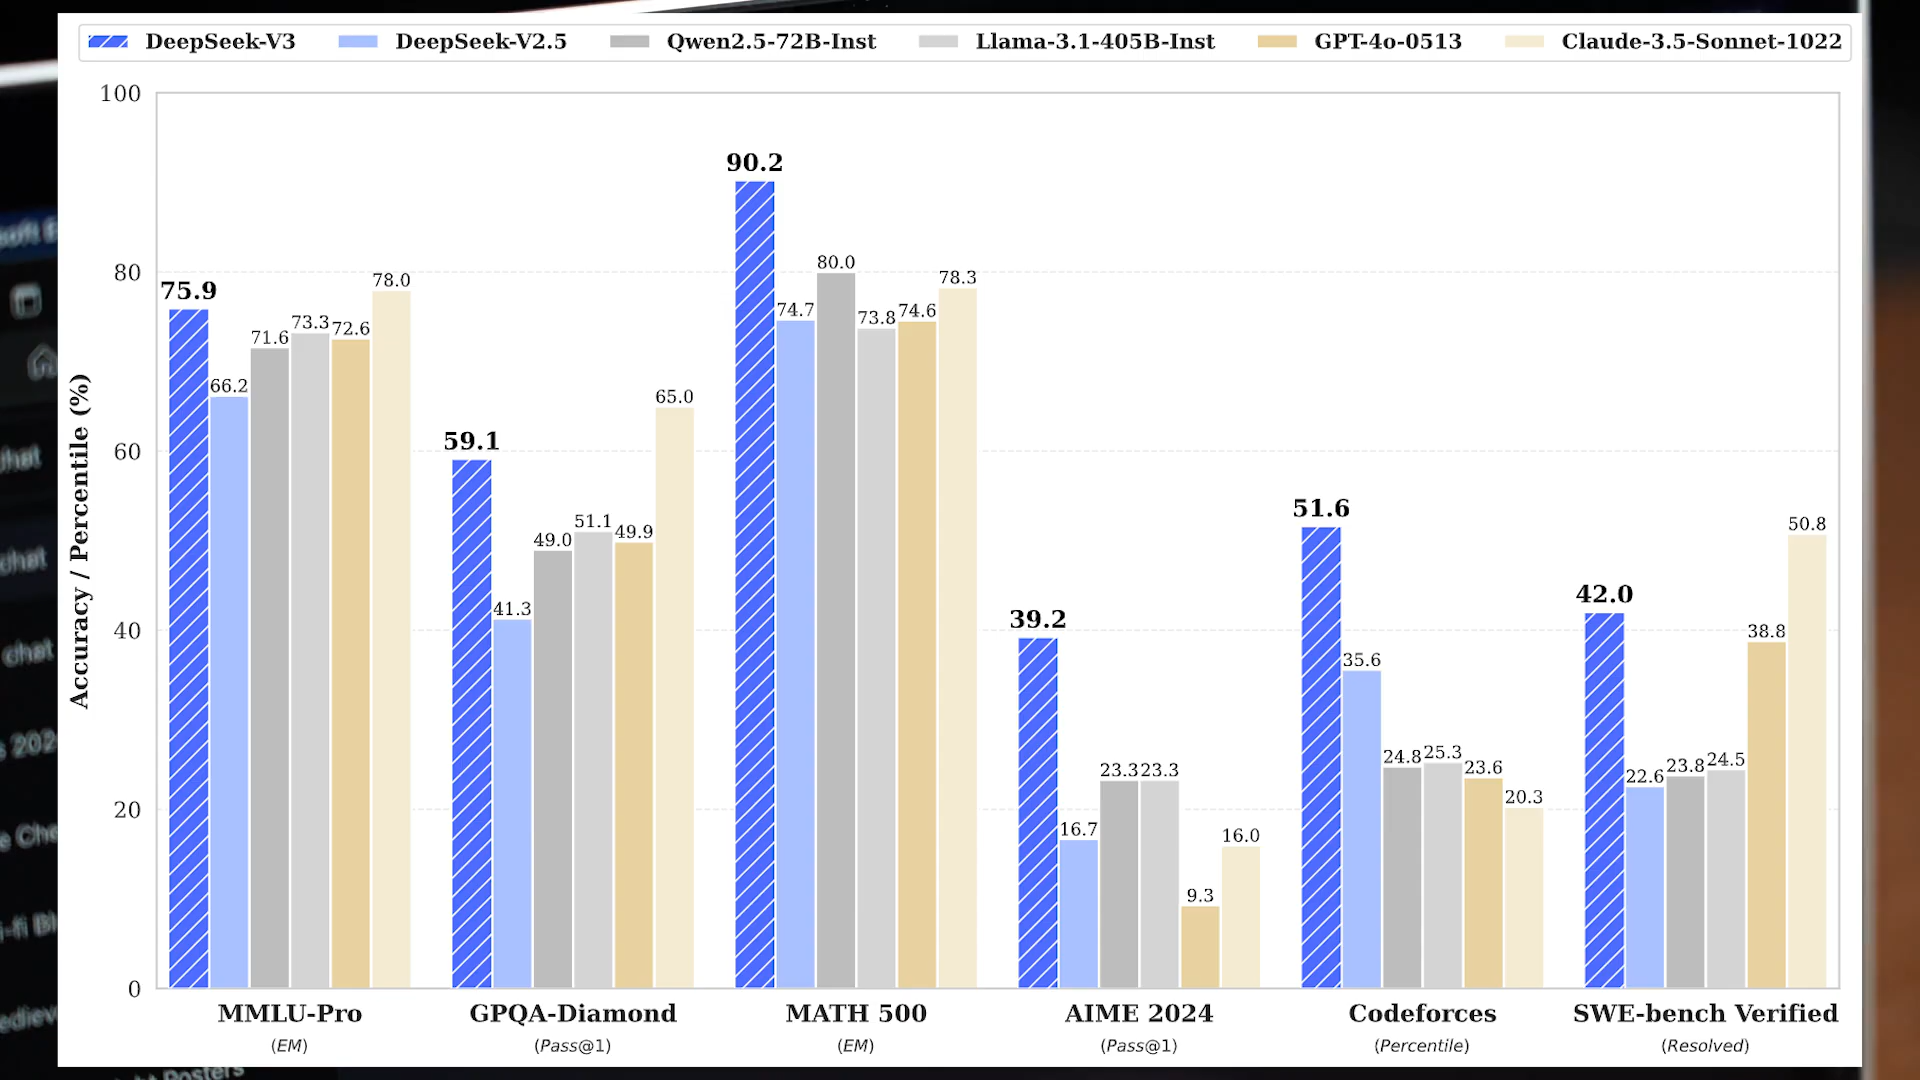 DeepSeek-V3 DeepSeek-V2.5 Qwen2.5-72B-Inst Llama-3.1-405B-Inst GPT-4o-0513 Claude-3.5-Sonnet-1022
Accuracy / Percentile (%)
100
80
60
40
20
0
75.9
66.2
71.6
73.3
72.6
78.0
59.1
41.3
49.0
51.1
49.9
65.0
90.2
74.7
80.0
73.8
74.6
78.3
39.2
16.7
23.3
23.3
9.3
16.0
51.6
35.6
24.8
25.3
23.6
20.3
42.0
22.6
23.8
24.5
38.8
50.8
MMLU-Pro
(EM)
GPQA-Diamond
(Pass@1)
MATH 500
(EM)
AIME 2024
(Pass@1)
Codeforces
(Percentile)
SWE-bench Verified
(Resolved)
chat
Posters